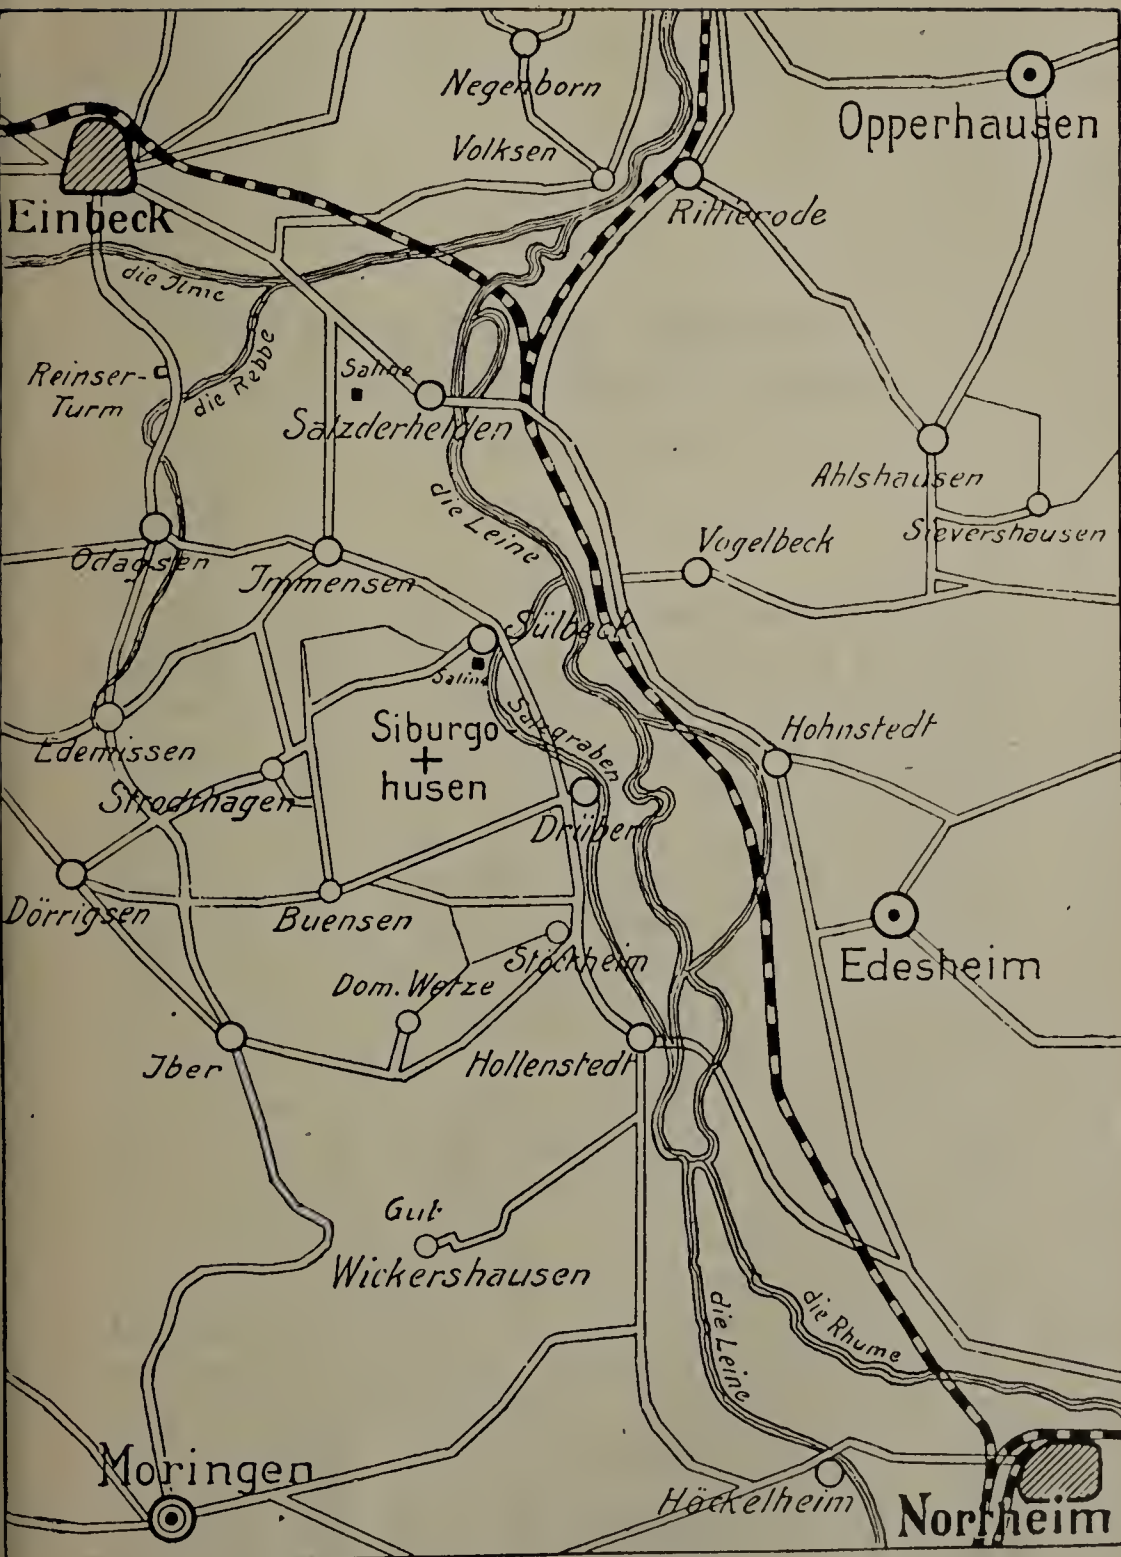 Negenborn
Opperhausen
Volksen
Einbeck
Rittierode
die Ilme
die Rebbe
Reinser-
Turm
Saline
Salzderhelden
Ahlshausen
Sievershausen
die Leine
Vogelbeck
Odagsen
Immensen
Sülbeck
Saline
Salzgraben
Siburgo
+
husen
Hohnstedt
Edemissen
Strodthagen
Drüber
Dörrigsen
Buensen
Stöckheim
Edesheim
Dom. Wetze
Iber
Hollenstedt
Gut
Wickershausen
die Leine
die Rhume
Moringen
Höckelheim
Northeim